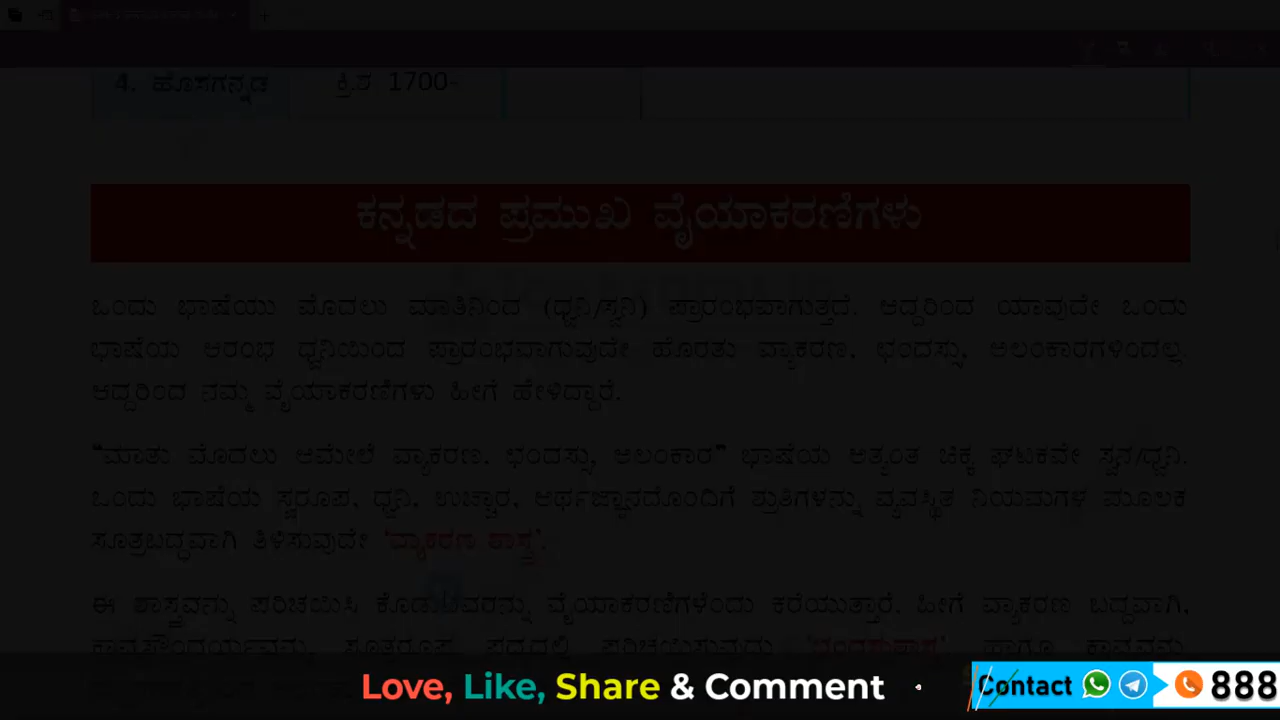 4. ಹೊಸಗನ್ನಡ ಕ್ರಿ.ಶ 1700-
ಕನ್ನಡದ ಪ್ರಮುಖ ವೈಯಾಕರಣಿಗಳು
ಒಂದು ಭಾಷೆಯು ಮೊದಲು ಮಾತಿನಿಂದ (ಧ್ವನಿ/ಸ್ವನಿ) ಪ್ರಾರಂಭವಾಗುತ್ತದೆ. ಆದ್ದರಿಂದ ಯಾವುದೇ ಒಂದು
ಭಾಷೆಯ ಆರಂಭ ಧ್ವನಿಯಿಂದ ಪ್ರಾರಂಭವಾಗುವುದೇ ಹೊರತು ವ್ಯಾಕರಣ, ಛಂದಸ್ಸು, ಅಲಂಕಾರಗಳಿಂದಲ್ಲ.
ಆದ್ದರಿಂದ ನಮ್ಮ ವೈಯಾಕರಣಿಗಳು ಹೀಗೆ ಹೇಳಿದ್ದಾರೆ.
"ಮಾತು ಮೊದಲು ಆಮೇಲೆ ವ್ಯಾಕರಣ, ಛಂದಸ್ಸು, ಅಲಂಕಾರ" ಭಾಷೆಯ ಅತ್ಯಂತ ಚಿಕ್ಕ ಘಟಕವೇ ಸ್ವನ/ಧ್ವನಿ.
ಒಂದು ಭಾಷೆಯ ಸ್ವರೂಪ, ಧ್ವನಿ, ಉಚ್ಚಾರ, ಅರ್ಥಜ್ಞಾನದೊಂದಿಗೆ ಶ್ರುತಿಗಳನ್ನು ವ್ಯವಸ್ಥಿತ ನಿಯಮಗಳ ಮೂಲಕ
ಸೂತ್ರಬದ್ಧವಾಗಿ ತಿಳಿಸುವುದೇ 'ವ್ಯಾಕರಣ ಶಾಸ್ತ್ರ'.
ಈ ಶಾಸ್ತ್ರವನ್ನು ಪರಿಚಯಿಸಿ ಕೊಡುವವರನ್ನು ವೈಯಾಕರಣಿಗಳೆಂದು ಕರೆಯುತ್ತಾರೆ. ಹೀಗೆ ವ್ಯಾಕರಣ ಬದ್ಧವಾಗಿ,
Love, Like, Share & Comment
Contact 888